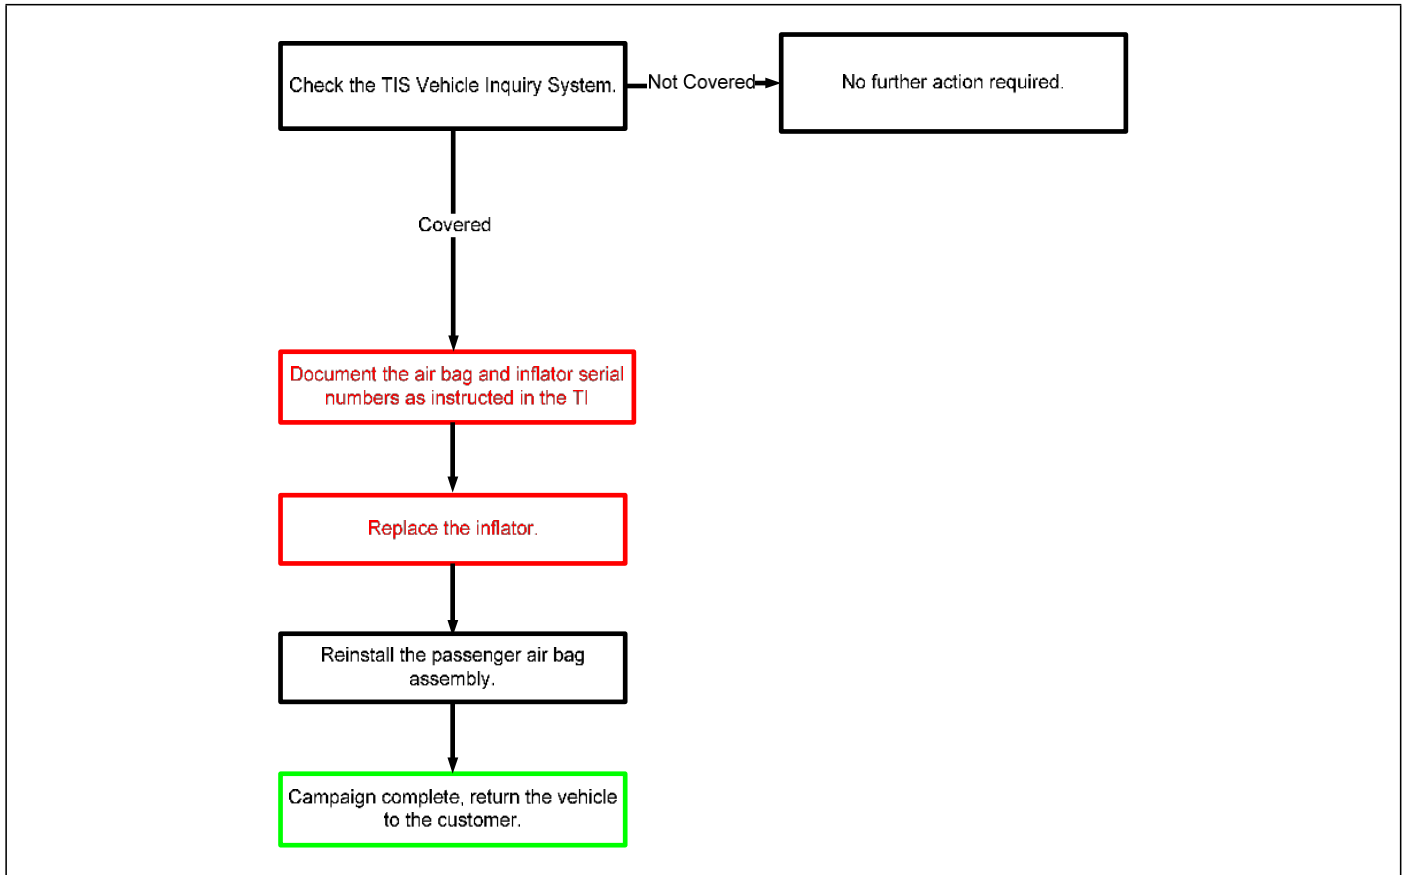 Check the TIS Vehicle Inquiry System.
Not Covered
No further action required.
Covered
Document the air bag and inflator serial
numbers as instructed in the TI
Replace the inflator.
Reinstall the passenger air bag
assembly.
Campaign complete, return the vehicle
to the customer.